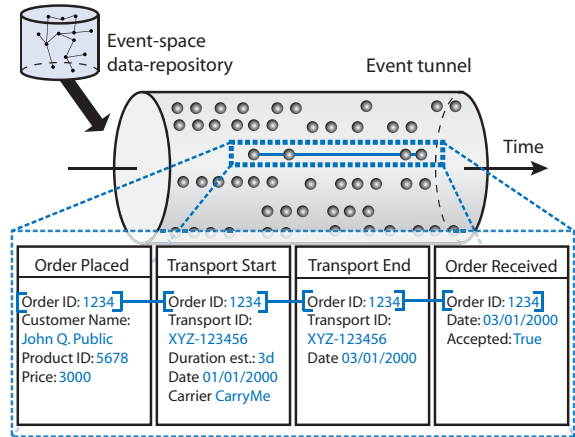 Event-space
data-repository
Event tunnel
Time
Order Placed
Order ID: 1234
Customer Name:
John Q. Public
Product ID: 5678
Price: 3000
Transport Start
Order ID: 1234
Transport ID:
XYZ-123456
Duration est.: 3d
Date 01/01/2000
Carrier CarryMe
Transport End
Order ID: 1234
Transport ID:
XYZ-123456
Date 03/01/2000
Order Received
Order ID: 1234
Date: 03/01/2000
Accepted: True